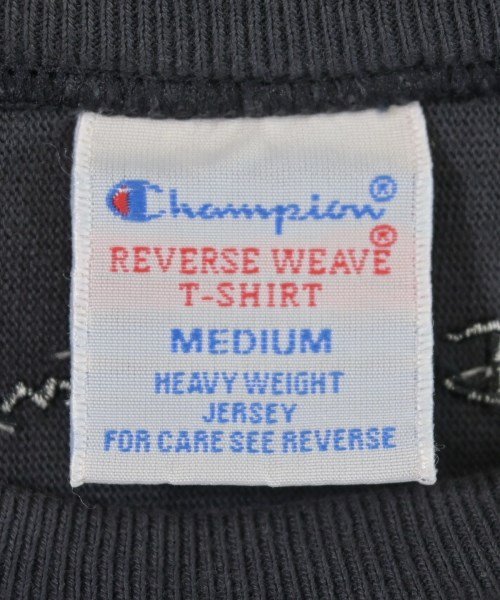 Champion®
REVERSE WEAVE®
T-SHIRT
MEDIUM
HEAVY WEIGHT
JERSEY
FOR CARE SEE REVERSE